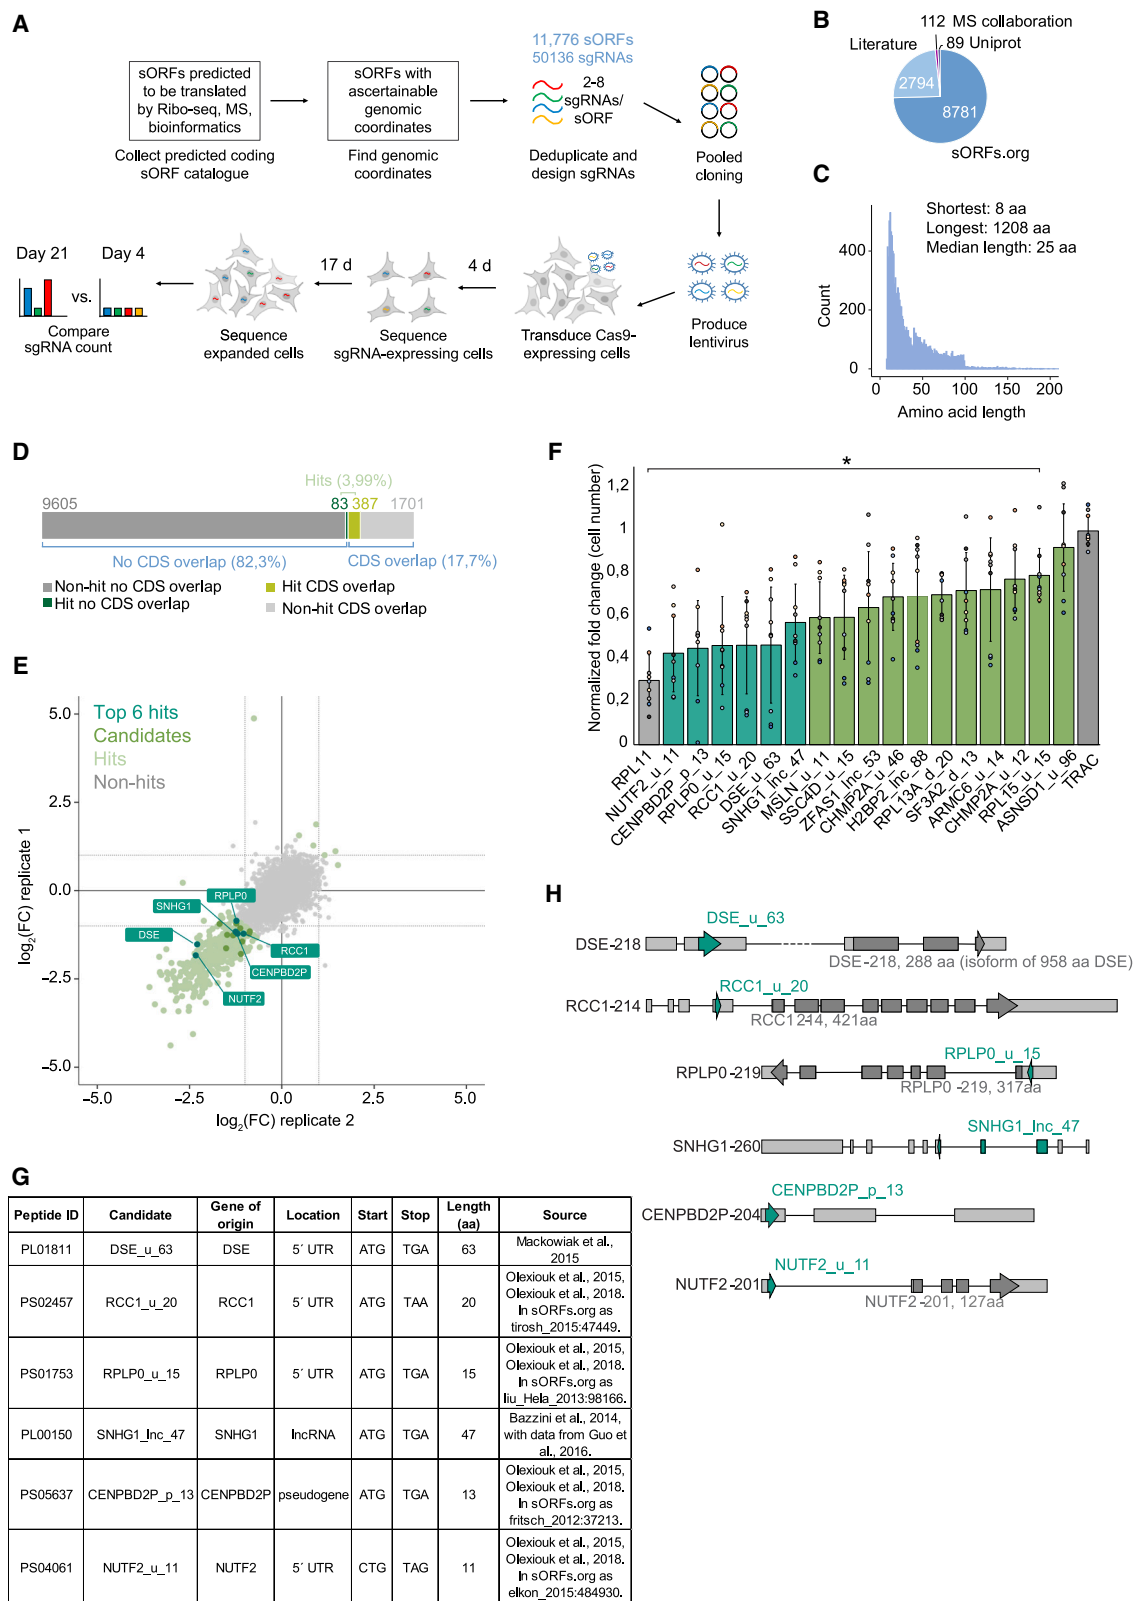 A
sORFs predicted
to be translated
by Ribo-seq, MS,
bioinformatics
Collect predicted coding
sORF catalogue
sORFs with
ascertainable
genomic
coordinates
Find genomic
coordinates
11,776 sORFs
50136 sgRNAs
2-8
sgRNAs/
sORF
Deduplicate and
design sgRNAs
Pooled
cloning
Produce
lentivirus
Transduce Cas9-
expressing cells
4 d
Sequence
sgRNA-expressing cells
17 d
Sequence
expanded cells
Day 21
vs.
Day 4
Compare
sgRNA count
B
112 MS collaboration
Literature
89 Uniprot
2794
8781
sORFs.org
C
Shortest: 8 aa
Longest: 1208 aa
Median length: 25 aa
Count
400
200
0
0
50
100
150
200
Amino acid length
D
Hits (3,99%)
9605
83
387
1701
No CDS overlap (82,3%)
CDS overlap (17,7%)
Non-hit no CDS overlap
Hit no CDS overlap
Hit CDS overlap
Non-hit CDS overlap
E
Top 6 hits
Candidates
Hits
Non-hits
log2(FC) replicate 1
5.0
2.5
0.0
-2.5
-5.0
RPLP0
SNHG1
DSE
RCC1
CENPBD2P
NUTF2
-5.0
-2.5
0.0
2.5
5.0
log2(FC) replicate 2
F
*
Normalized fold change (cell number)
1,2
1
0,8
0,6
0,4
0,2
0
RPL11
NUTF2_u_11
CENPBD2P_p_13
RPLP0_u_15
RCC1_u_20
DSE_u_63
SNHG1_lnc_47
MSLN_u_11
SSC4D_u_15
ZFAS1_lnc_53
CHMP2A_u_46
H2BP2_lnc_88
RPL13A_d_20
SF3A2_d_13
ARMC6_u_14
CHMP2A_u_12
RPL15_u_15
ASNSD1_u_96
TRAC
G
Peptide ID Candidate Gene of origin Location Start Stop Length (aa) Source
PL01811 DSE_u_63 DSE 5´ UTR ATG TGA 63 Mackowiak et al., 2015
PS02457 RCC1_u_20 RCC1 5´ UTR ATG TAA 20 Olexiouk et al., 2015, Olexiouk et al., 2018. In sORFs.org as tirosh_2015:47449.
PS01753 RPLP0_u_15 RPLP0 5´ UTR ATG TGA 15 Olexiouk et al., 2015, Olexiouk et al., 2018. In sORFs.org as liu_Hela_2013:98166.
PL00150 SNHG1_lnc_47 SNHG1 lncRNA ATG TGA 47 Bazzini et al., 2014, with data from Guo et al., 2016.
PS05637 CENPBD2P_p_13 CENPBD2P pseudogene ATG TGA 13 Olexiouk et al., 2015, Olexiouk et al., 2018. In sORFs.org as fritsch_2012:37213.
PS04061 NUTF2_u_11 NUTF2 5´ UTR CTG TAG 11 Olexiouk et al., 2015, Olexiouk et al., 2018. In sORFs.org as elkon_2015:484930.
H
DSE_u_63
DSE-218
DSE-218, 288 aa (isoform of 958 aa DSE)
RCC1_u_20
RCC1-214
RCC1 214, 421aa
RPLP0_u_15
RPLP0-219
RPLP0 -219, 317aa
SNHG1_lnc_47
SNHG1-260
CENPBD2P_p_13
CENPBD2P-204
NUTF2_u_11
NUTF2-201
NUTF2-201, 127aa